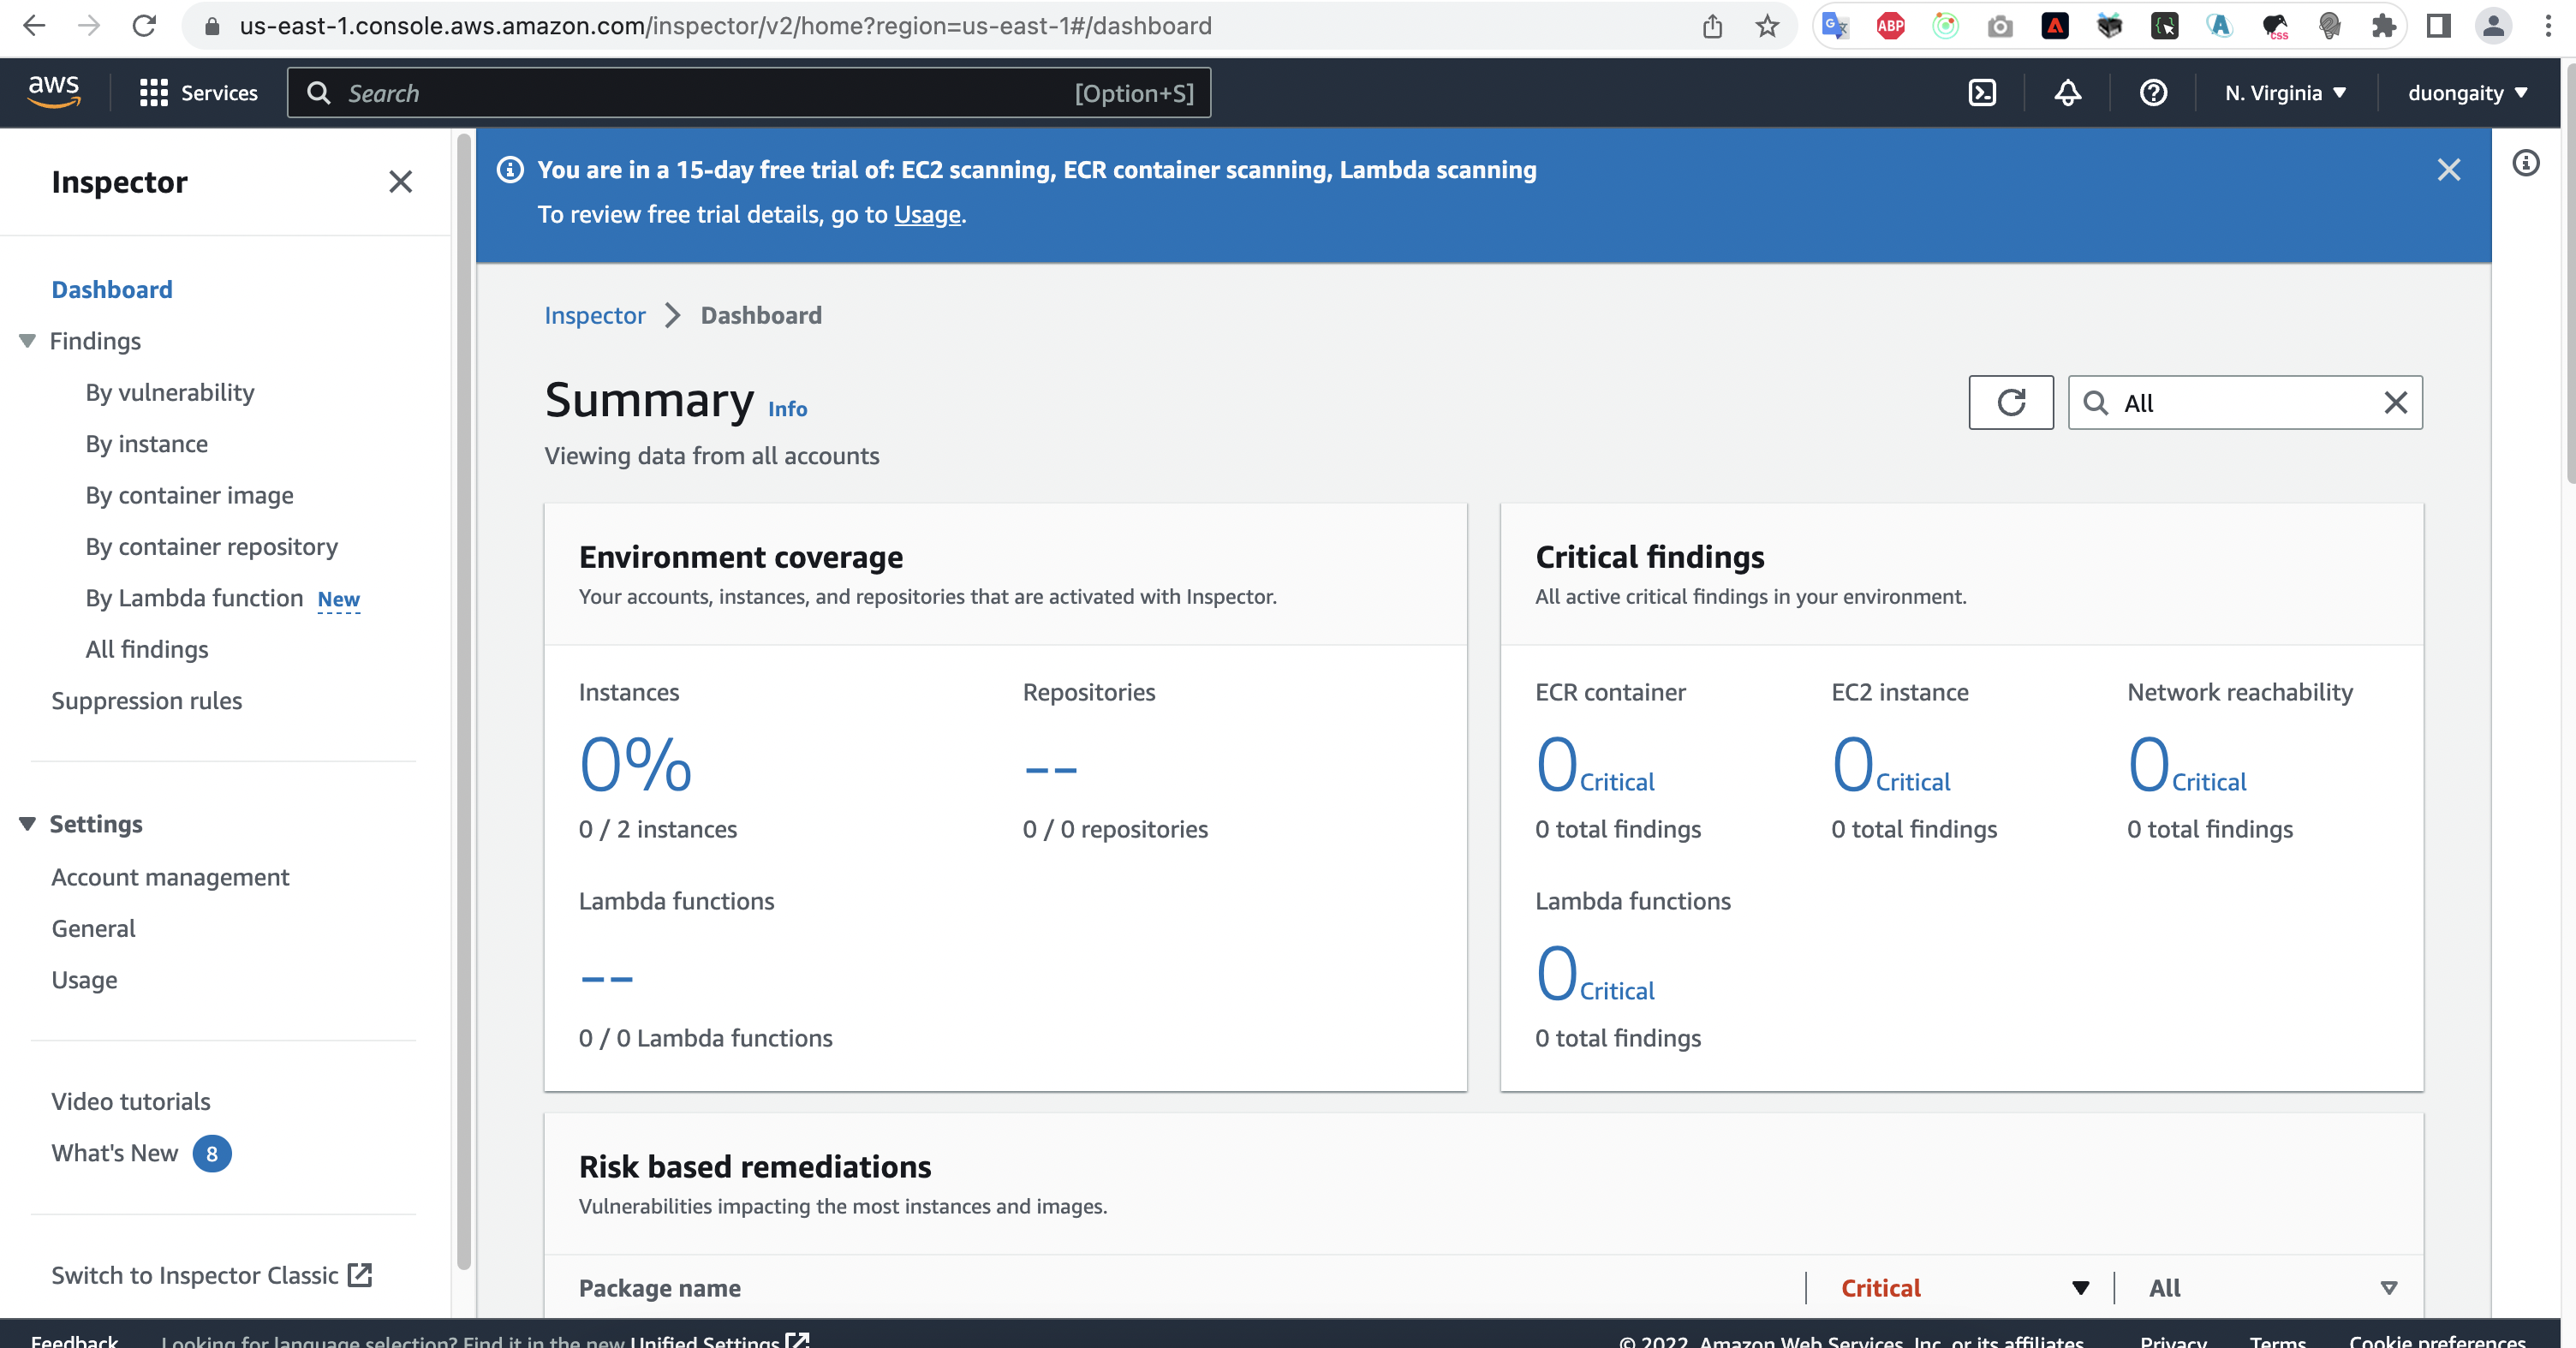 us-east-1.console.aws.amazon.com/inspector/v2/home?region=us-east-1#/dashboard
ABP
css
aws
Services
Search
[Option+S]
N. Virginia
duongaity
Inspector
Dashboard
Findings
By vulnerability
By instance
By container image
By container repository
By Lambda function New
All findings
Suppression rules
Settings
Account management
General
Usage
Video tutorials
What's New 8
Switch to Inspector Classic
You are in a 15-day free trial of: EC2 scanning, ECR container scanning, Lambda scanning
To review free trial details, go to Usage.
Inspector
Dashboard
Summary Info
Viewing data from all accounts
All
Environment coverage
Your accounts, instances, and repositories that are activated with Inspector.
Instances
0%
0 / 2 instances
Repositories
--
0 / 0 repositories
Lambda functions
--
0 / 0 Lambda functions
Critical findings
All active critical findings in your environment.
ECR container
0 Critical
0 total findings
EC2 instance
0 Critical
0 total findings
Network reachability
0 Critical
0 total findings
Lambda functions
0 Critical
0 total findings
Risk based remediations
Vulnerabilities impacting the most instances and images.
Package name
Critical
All
Feedback
Looking for language selection? Find it in the new Unified Settings
© 2022, Amazon Web Services, Inc. or its affiliates.
Privacy
Terms
Cookie preferences